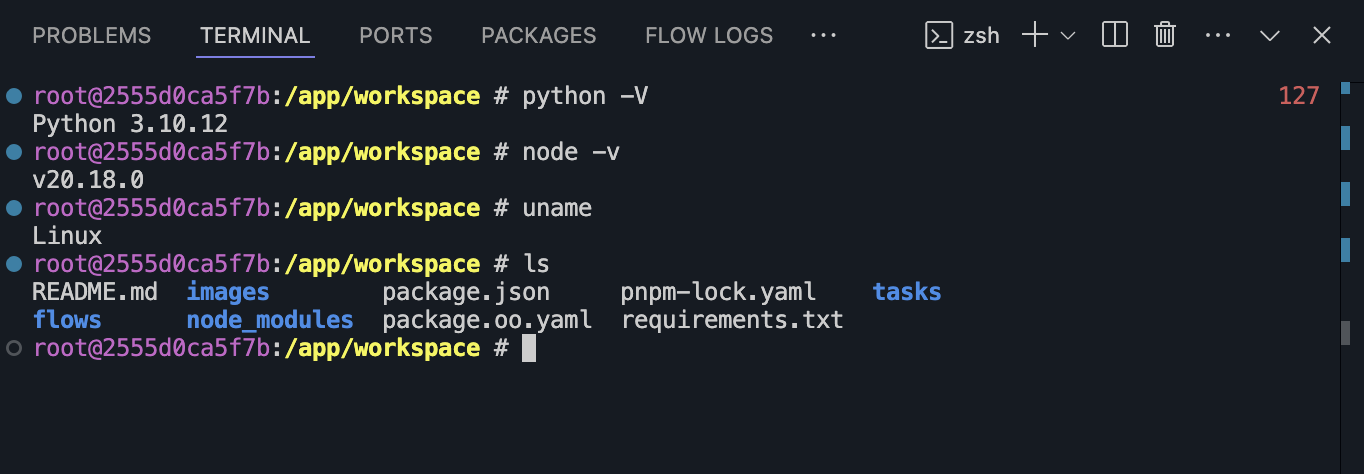 PROBLEMS TERMINAL PORTS PACKAGES FLOW LOGS ··· zsh ···
root@2555d0ca5f7b:/app/workspace # python -V 127
Python 3.10.12
root@2555d0ca5f7b:/app/workspace # node -v
v20.18.0
root@2555d0ca5f7b:/app/workspace # uname
Linux
root@2555d0ca5f7b:/app/workspace # ls
README.md images package.json pnpm-lock.yaml tasks
flows node_modules package.oo.yaml requirements.txt
root@2555d0ca5f7b:/app/workspace #